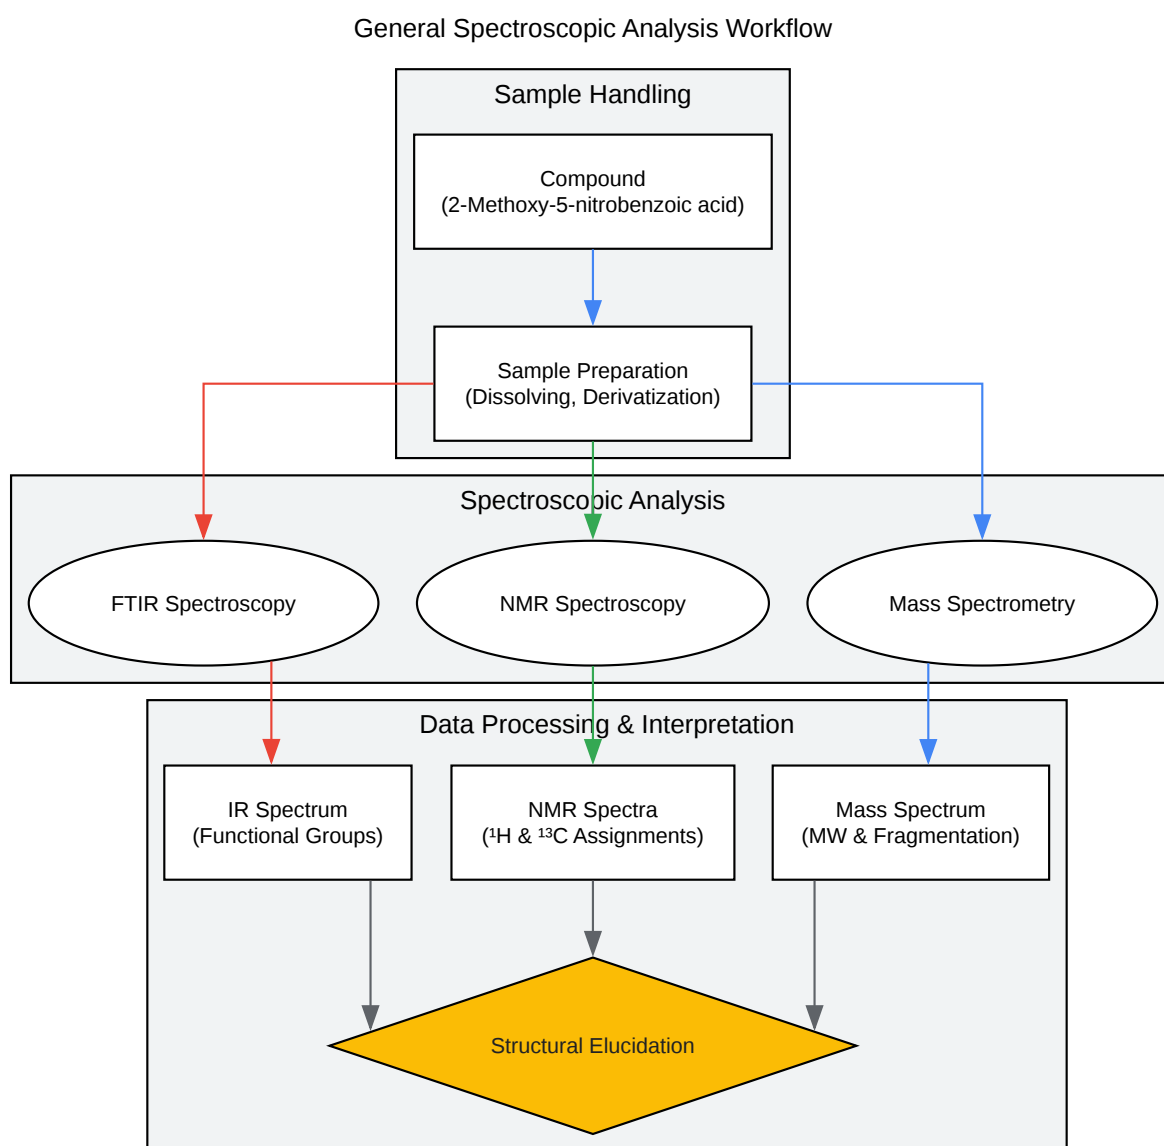 General Spectroscopic Analysis Workflow
Sample Handling
Compound
(2-Methoxy-5-nitrobenzoic acid)
Sample Preparation
(Dissolving, Derivatization)
Spectroscopic Analysis
FTIR Spectroscopy
NMR Spectroscopy
Mass Spectrometry
Data Processing & Interpretation
IR Spectrum
(Functional Groups)
NMR Spectra
(¹H & ¹³C Assignments)
Mass Spectrum
(MW & Fragmentation)
Structural Elucidation